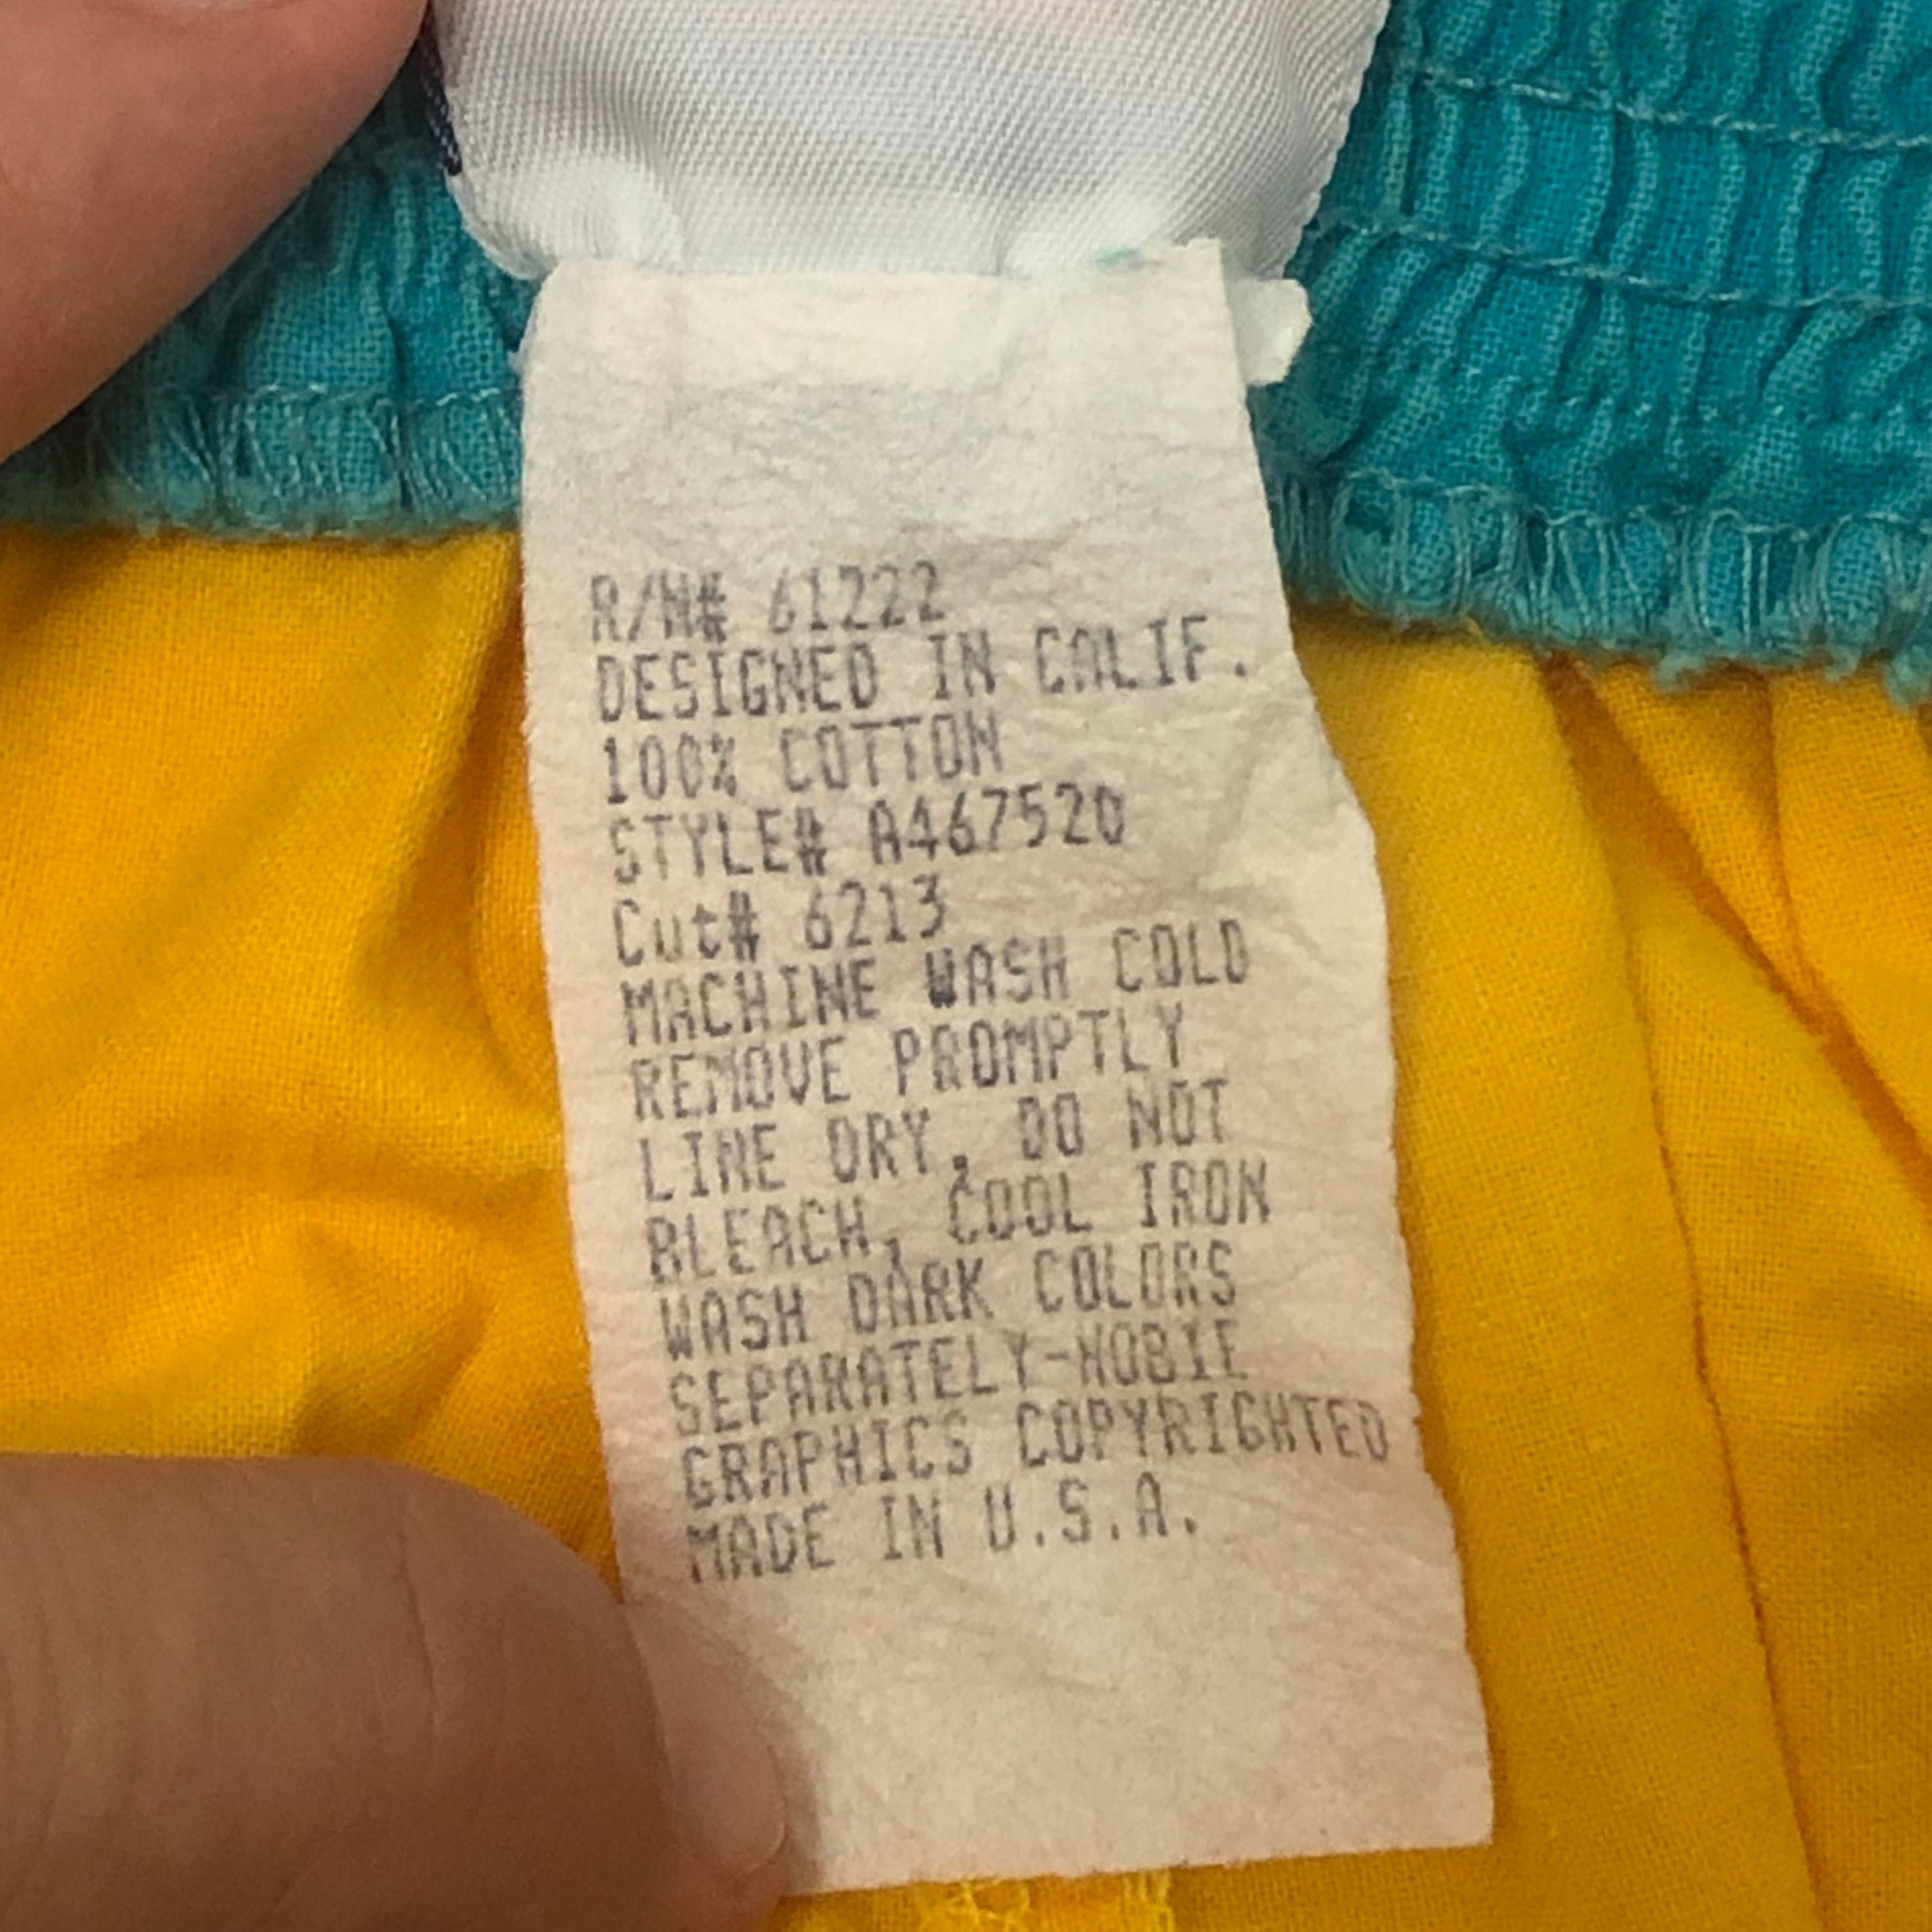 R/N# 61222
DESIGNED IN CALIF.
100% COTTON
STYLE# A467520
Cut# 6213
MACHINE WASH COLD
REMOVE PROMPTLY
LINE DRY, DO NOT
BLEACH, COOL IRON
WASH DARK COLORS
SEPARATELY-HOBIE
GRAPHICS COPYRIGHTED
MADE IN U.S.A.